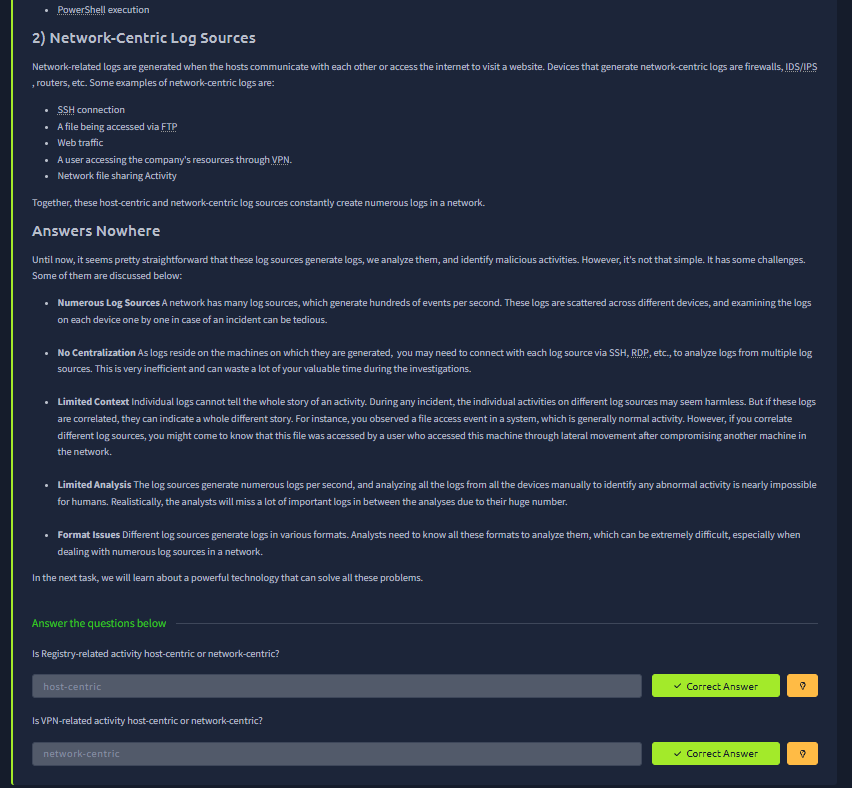 PowerShell execution
2) Network-Centric Log Sources
Network-related logs are generated when the hosts communicate with each other or access the internet to visit a website. Devices that generate network-centric logs are firewalls, IDS/IPS
, routers, etc. Some examples of network-centric logs are:
SSH connection
A file being accessed via FTP
Web traffic
A user accessing the company's resources through VPN.
Network file sharing Activity
Together, these host-centric and network-centric log sources constantly create numerous logs in a network.
Answers Nowhere
Until now, it seems pretty straightforward that these log sources generate logs, we analyze them, and identify malicious activities. However, it's not that simple. It has some challenges.
Some of them are discussed below:
Numerous Log Sources A network has many log sources, which generate hundreds of events per second. These logs are scattered across different devices, and examining the logs
on each device one by one in case of an incident can be tedious.
No Centralization As logs reside on the machines on which they are generated, you may need to connect with each log source via SSH, RDP, etc., to analyze logs from multiple log
sources. This is very inefficient and can waste a lot of your valuable time during the investigations.
Limited Context Individual logs cannot tell the whole story of an activity. During any incident, the individual activities on different log sources may seem harmless. But if these logs
are correlated, they can indicate a whole different story. For instance, you observed a file access event in a system, which is generally normal activity. However, if you correlate
different log sources, you might come to know that this file was accessed by a user who accessed this machine through lateral movement after compromising another machine in
the network.
Limited Analysis The log sources generate numerous logs per second, and analyzing all the logs from all the devices manually to identify any abnormal activity is nearly impossible
for humans. Realistically, the analysts will miss a lot of important logs in between the analyses due to their huge number.
Format Issues Different log sources generate logs in various formats. Analysts need to know all these formats to analyze them, which can be extremely difficult, especially when
dealing with numerous log sources in a network.
In the next task, we will learn about a powerful technology that can solve all these problems.
Answer the questions below
Is Registry-related activity host-centric or network-centric?
host-centric
Correct Answer
Is VPN-related activity host-centric or network-centric?
network-centric
Correct Answer